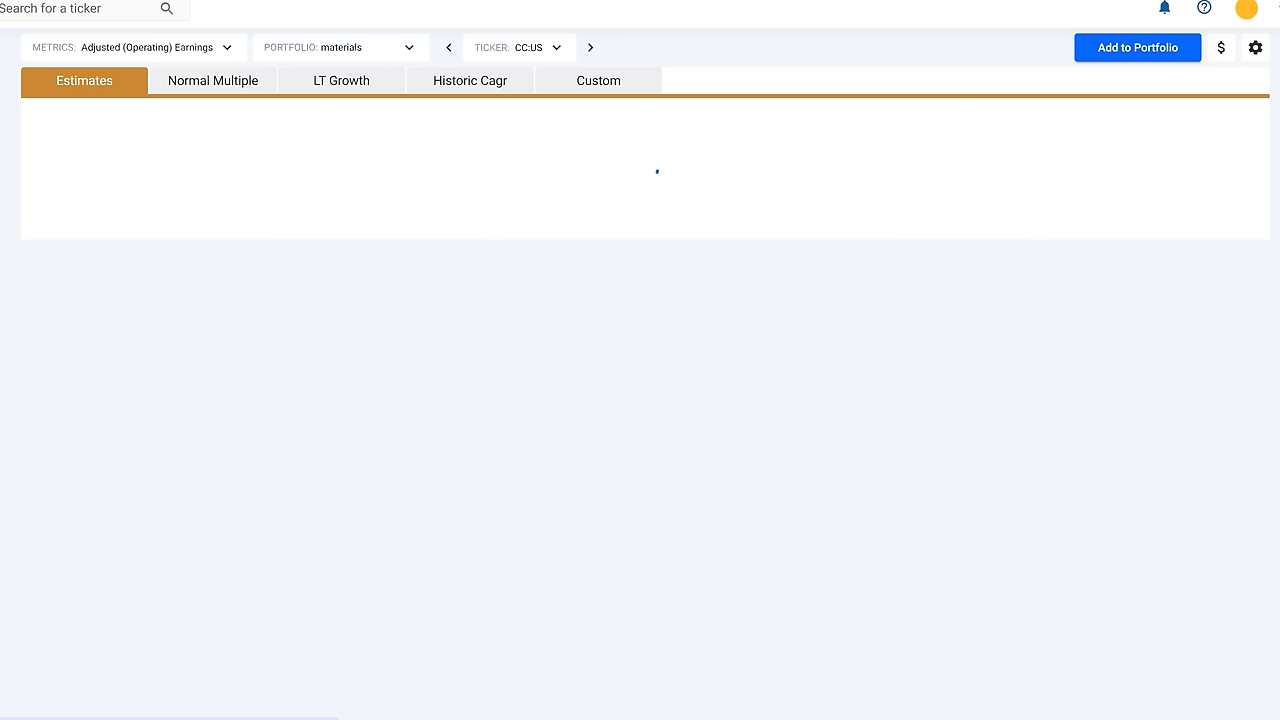 Search for a ticker
METRICS: Adjusted (Operating) Earnings PORTFOLIO: materials TICKER: CC:US Add to Portfolio $
Estimates Normal Multiple LT Growth Historic Cagr Custom